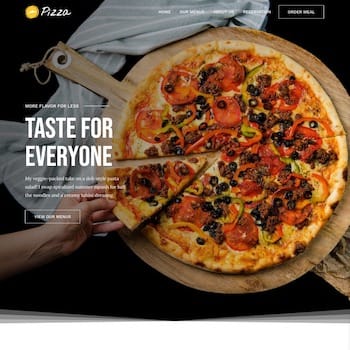 Pizza
HOME OUR MENUS ABOUT US RESERVATION ORDER MEAL
MORE FLAVOR FOR LESS
TASTE FOR
EVERYONE
My veggie-packed take on a deli-style pasta
salad! I swap spiralized summer squash for half
the noodles and a creamy tahini dressing.
VIEW OUR MENUS